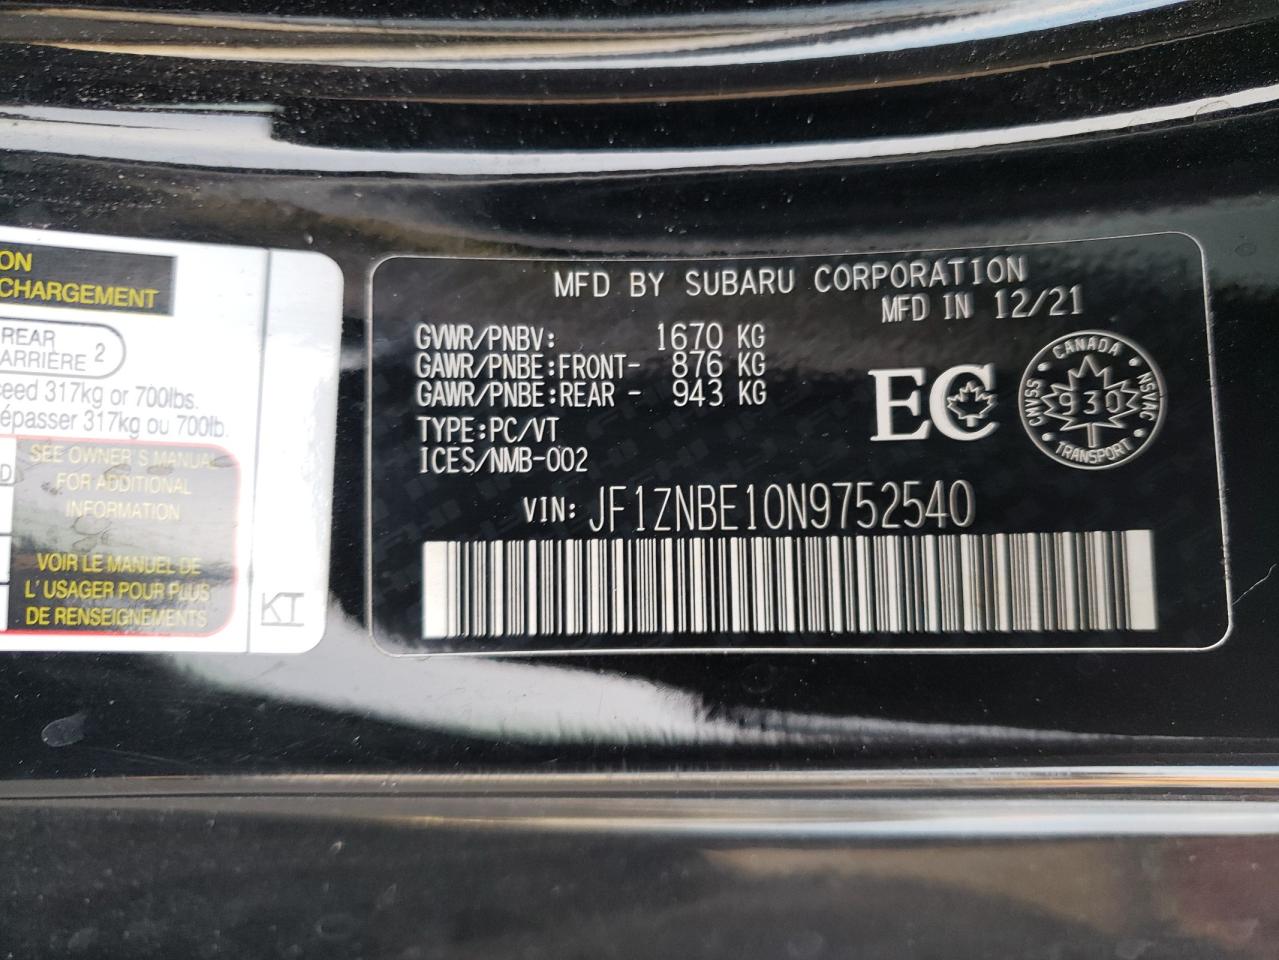 ON
CHARGEMENT
REAR
ARRIÈRE 2
ceed 317kg or 700lbs.
dépasser 317kg ou 700lb.
SEE OWNER'S MANUAL
FOR ADDITIONAL
INFORMATION
VOIR LE MANUEL DE
L'USAGER POUR PLUS
DE RENSEIGNEMENTS
KT
MFD BY SUBARU CORPORATION
MFD IN 12/21
GVWR/PNBV: 1670 KG
GAWR/PNBE:FRONT- 876 KG
GAWR/PNBE:REAR - 943 KG
TYPE:PC/VT
ICES/NMB-002
EC
CANADA
CMVSS 930 NSVAC
TRANSPORT
VIN: JF1ZNBE10N9752540